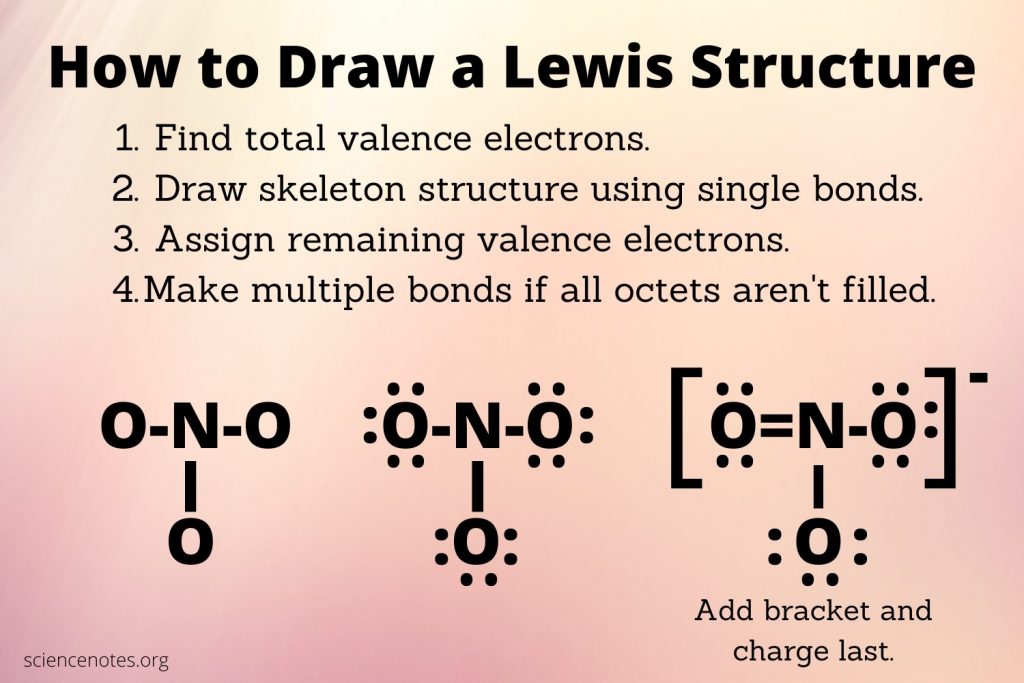 How to Draw a Lewis Structure
1. Find total valence electrons.
2. Draw skeleton structure using single bonds.
3. Assign remaining valence electrons.
4. Make multiple bonds if all octets aren't filled.
O-N-O
|
O
:O-N-O:
|
:O:
[O=N-O:]-
|
:O:
Add bracket and
charge last.
sciencenotes.org